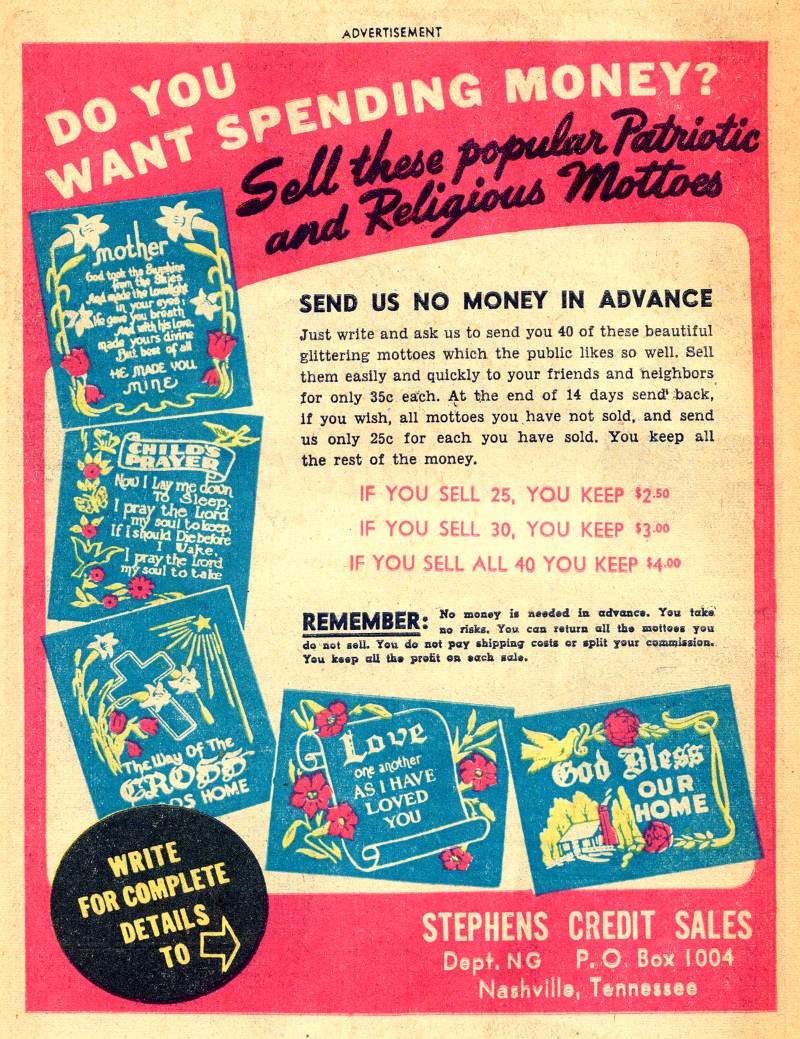 ADVERTISEMENT
DO YOU
WANT SPENDING MONEY?
Sell these popular Patriotic
and Religious Mottoes
mother
God took the Sunshine
from the Skies
And made the Lovelight
in your eyes;
He gave you breath
And with his Love,
made yours divine
But best of all
HE MADE YOU
MINE
CHILD'S
PRAYER
Now I Lay me down
To Sleep,
I pray the Lord
my soul to keep,
If I should Die before
I Wake,
I pray the Lord
my soul to take
The Way Of The
CROSS
DS HOME
SEND US NO MONEY IN ADVANCE
Just write and ask us to send you 40 of these beautiful
glittering mottoes which the public likes so well. Sell
them easily and quickly to your friends and neighbors
for only 35c each. At the end of 14 days send back,
if you wish, all mottoes you have not sold, and send
us only 25c for each you have sold. You keep all
the rest of the money.
IF YOU SELL 25, YOU KEEP $2.50
IF YOU SELL 30, YOU KEEP $3.00
IF YOU SELL ALL 40 YOU KEEP $4.00
REMEMBER: No money is needed in advance. You take
no risks. You can return all the mottoes you
do not sell. You do not pay shipping costs or split your commission.
You keep all the profit on each sale.
Love
one another
AS I HAVE
LOVED
YOU
God Bless
OUR
HOME
WRITE
FOR COMPLETE
DETAILS
TO
STEPHENS CREDIT SALES
Dept. NG P. O. Box 1004
Nashville, Tennessee